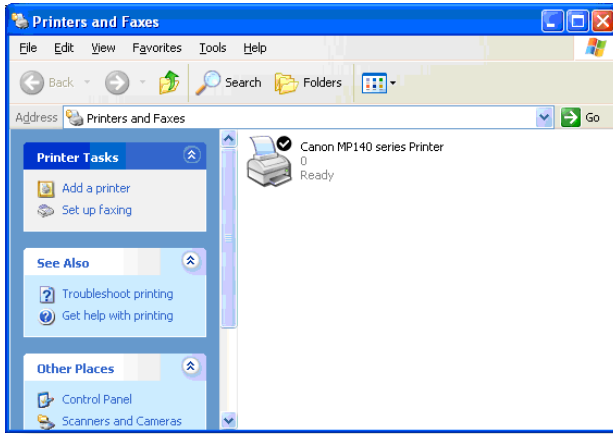 Printers and Faxes
File Edit View Favorites Tools Help
Back Search Folders
Address Printers and Faxes Go
Printer Tasks
Add a printer
Set up faxing
See Also
Troubleshoot printing
Get help with printing
Other Places
Control Panel
Scanners and Cameras
Canon MP140 series Printer
0
Ready